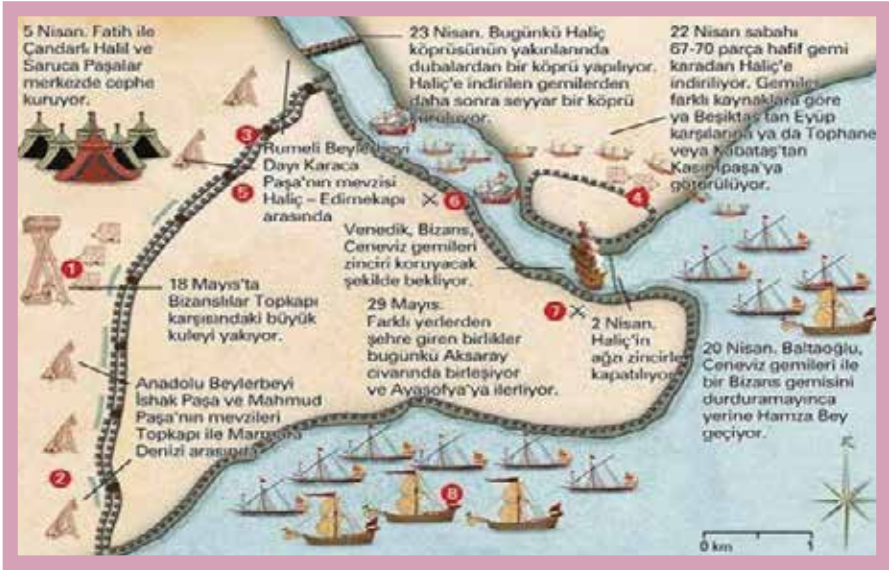 5 Nisan. Fatih ile
Çandarlı Halil ve
Saruca Paşalar
merkezde cephe
kuruyor.
23 Nisan. Bugünkü Haliç
köprüsünün yakınlarında
dubalardan bir köprü yapılıyor.
Haliç'e indirilen gemilerden
daha sonra seyyar bir köprü
kuruluyor.
22 Nisan sabahı
67-70 parça hafif gemi
karadan Haliç'e
indiriliyor. Gemiler
farklı kaynaklara göre
ya Beşiktaş'tan Eyüp
karşılarına ya da Tophane
veya Kabataş'tan
Kasımpaşa'ya
götürülüyor.
3
Rumeli Beylerbeyi
Dayı Karaca
Paşa'nın mevzisi
Haliç – Edirnekapı
arasında
5
6
4
Venedik, Bizans,
Ceneviz gemileri
zinciri koruyacak
şekilde bekliyor.
1
18 Mayıs'ta
Bizanslılar Topkapı
karşısındaki büyük
kuleyi yakıyor.
29 Mayıs.
Farklı yerlerden
şehre giren birlikler
bugünkü Aksaray
civarında birleşiyor
ve Ayasofya'ya ilerliyor.
7
2 Nisan.
Haliç'in
ağzı zincirle
kapatılıyor
20 Nisan. Baltaoğlu,
Ceneviz gemileri ile
bir Bizans gemisini
durduramayınca
yerine Hamza Bey
geçiyor.
Anadolu Beylerbeyi
İshak Paşa ve Mahmud
Paşa'nın mevzileri
Topkapı ile Marmara
Denizi arasında
2
8
0 km 1